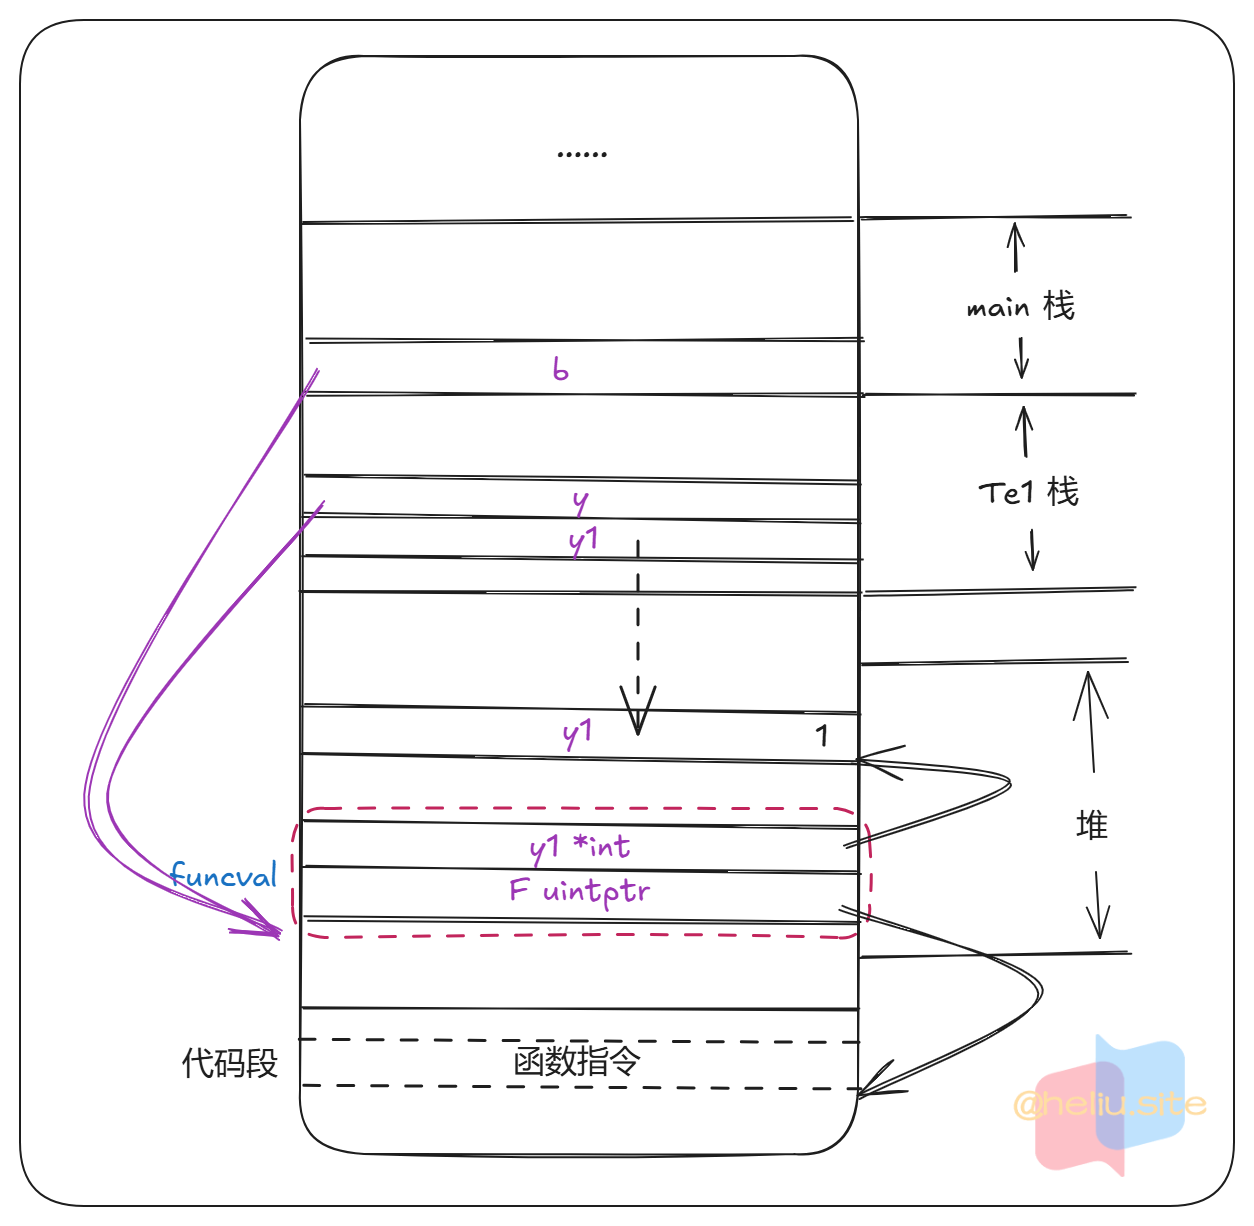 ......
main 栈
b
Te1 栈
y
y1
y1 1
堆
y1 *int
funcval
F uintptr
代码段
函数指令
@heliu.site